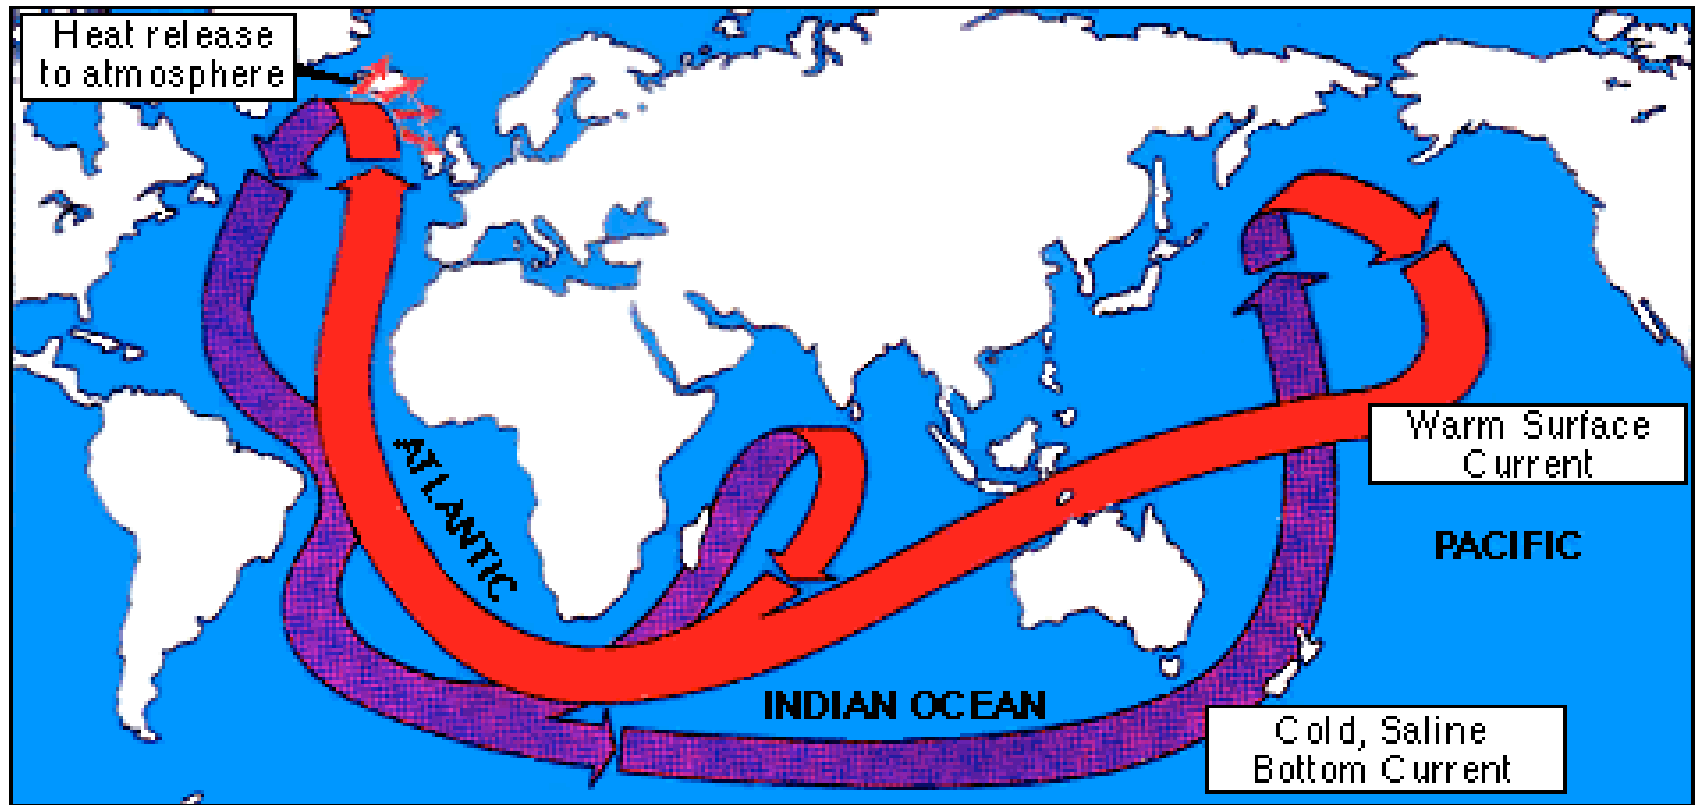 Heat release
to atmosphere
ATLANTIC
Warm Surface
Current
PACIFIC
INDIAN OCEAN
Cold, Saline
Bottom Current